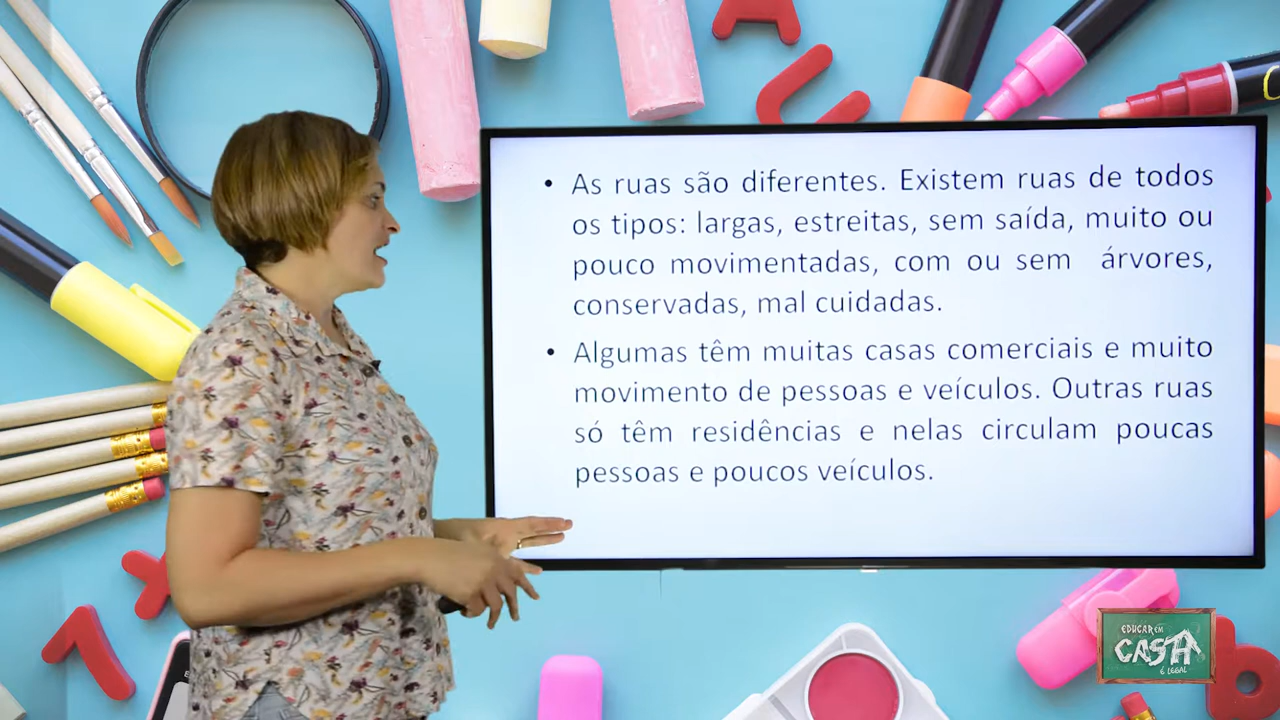 • As ruas são diferentes. Existem ruas de todos
os tipos: largas, estreitas, sem saída, muito ou
pouco movimentadas, com ou sem árvores,
conservadas, mal cuidadas.
• Algumas têm muitas casas comerciais e muito
movimento de pessoas e veículos. Outras ruas
só têm residências e nelas circulam poucas
pessoas e poucos veículos.
EDUCAR EM
CASA
É LEGAL